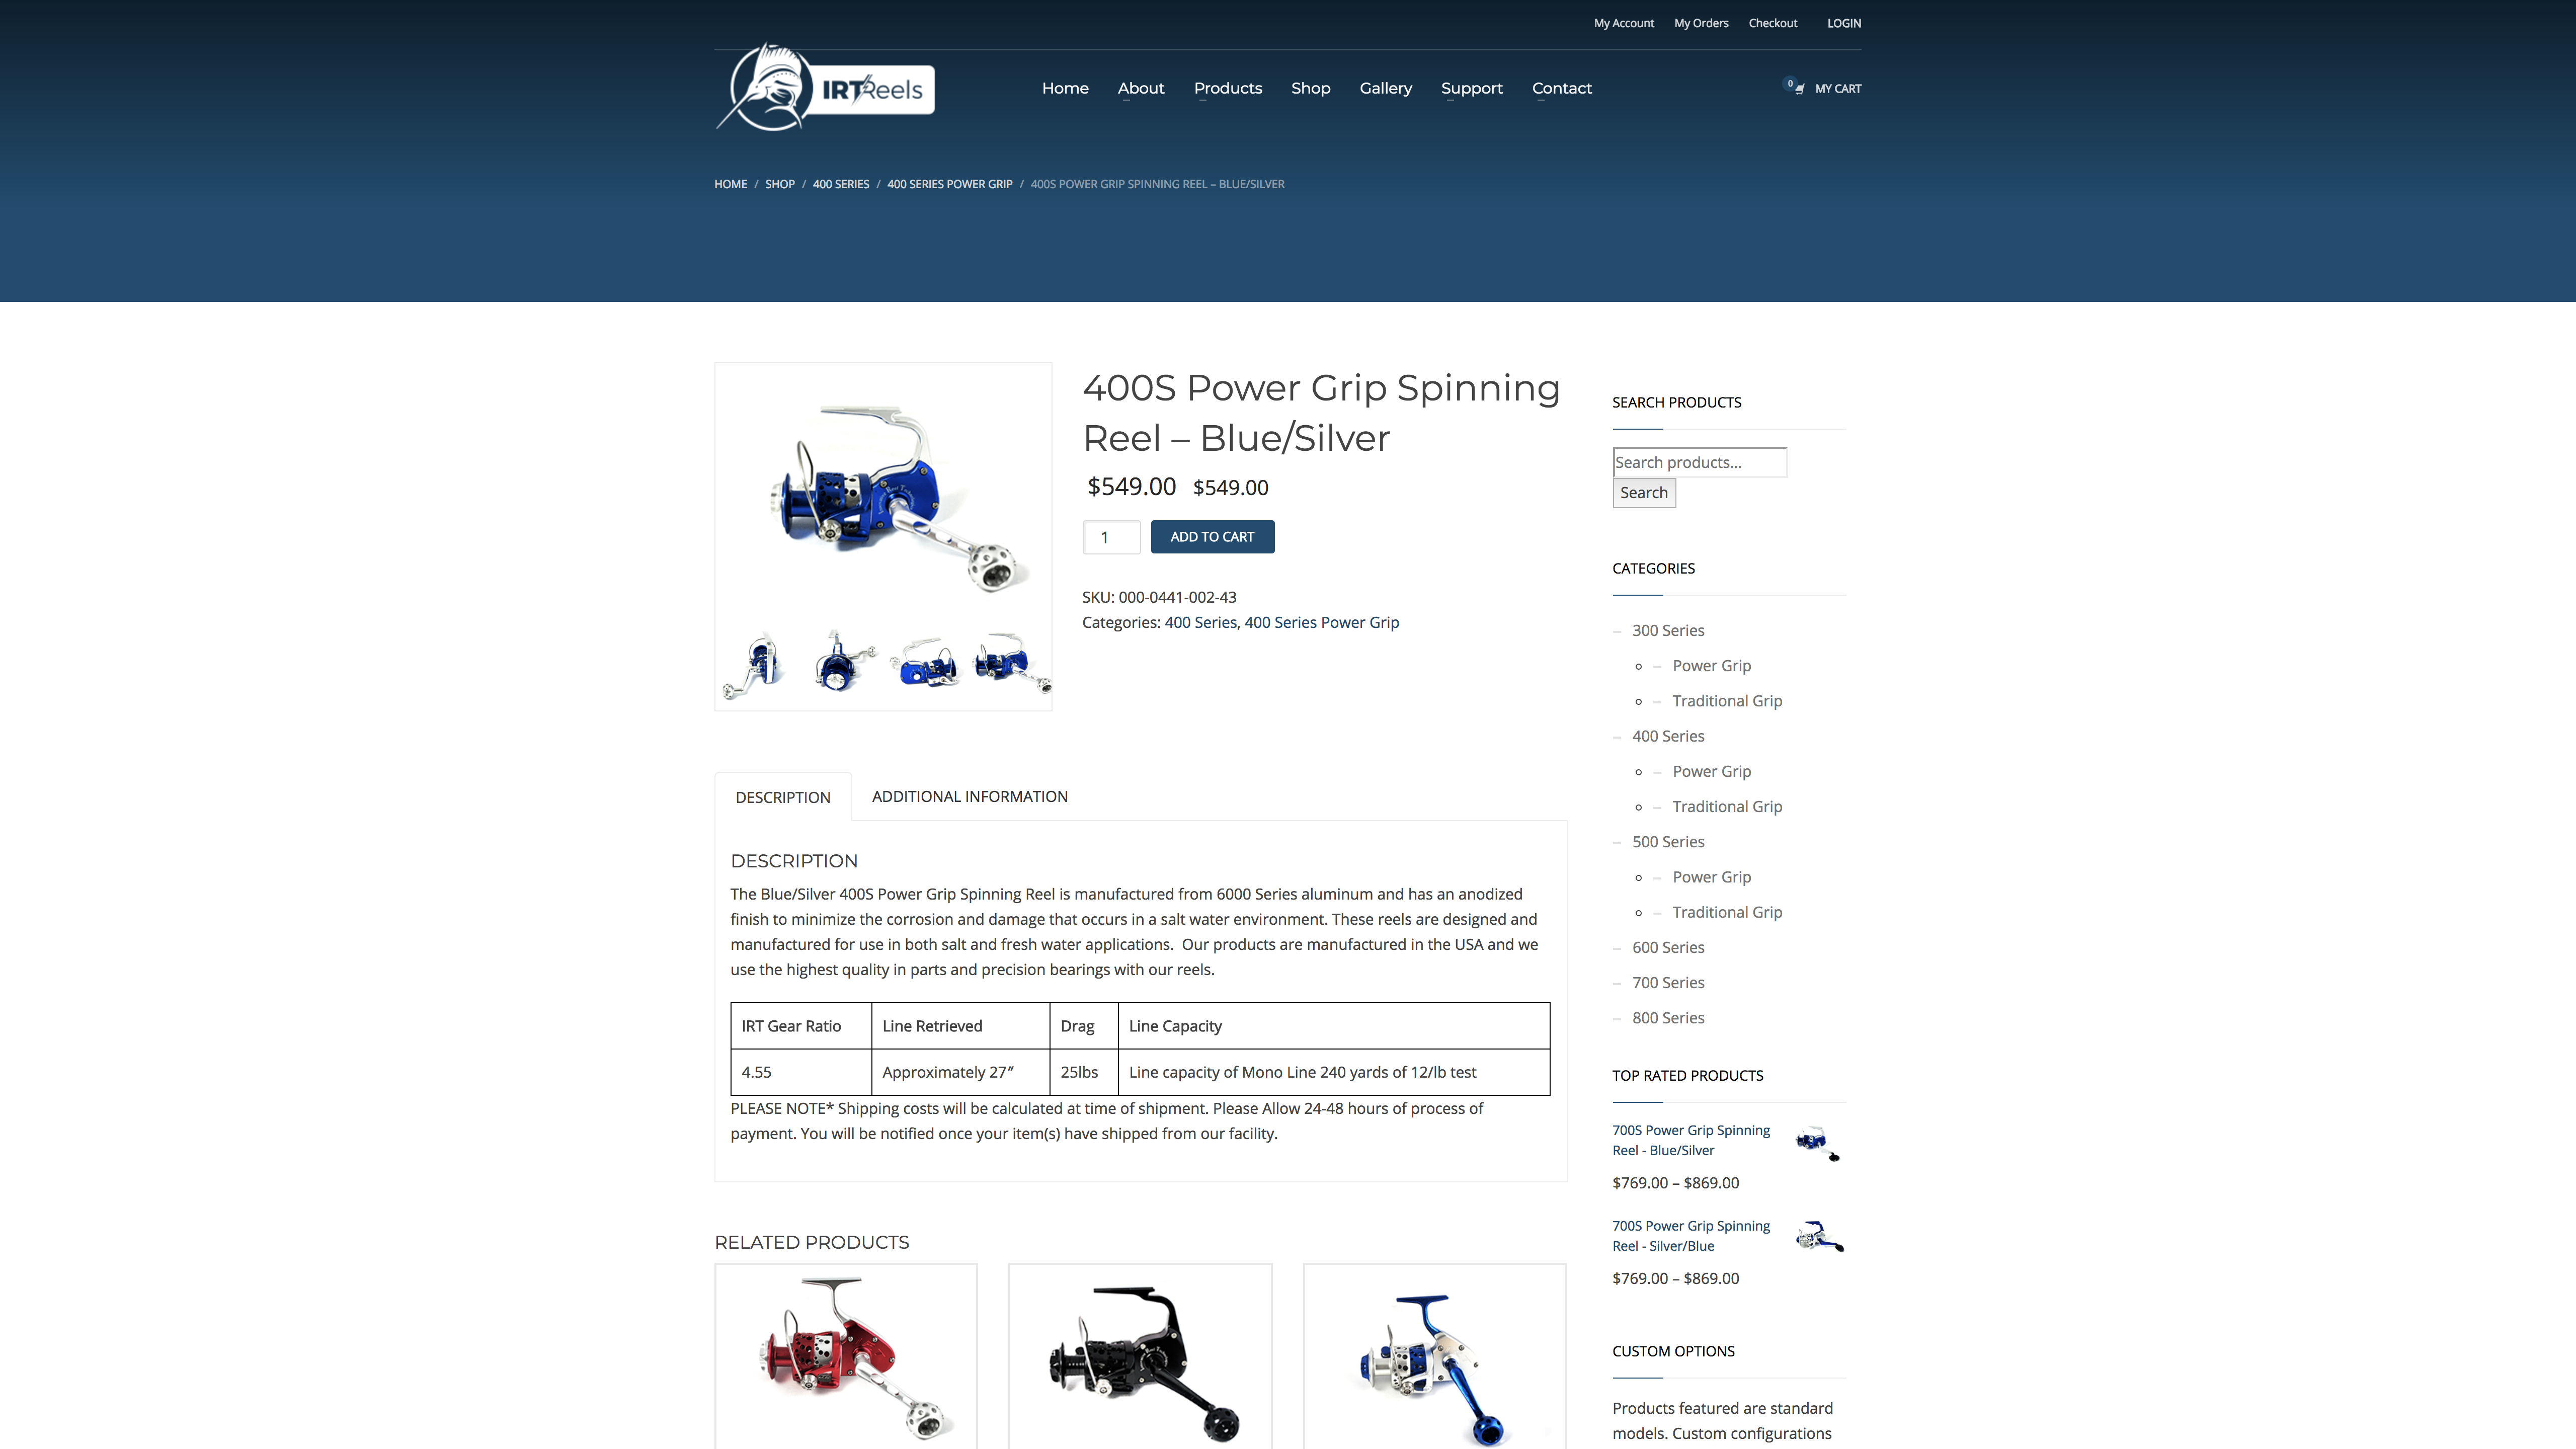 My Account My Orders Checkout LOGIN
IRT Reels
Home About Products Shop Gallery Support Contact
0 MY CART
HOME / SHOP / 400 SERIES / 400 SERIES POWER GRIP / 400S POWER GRIP SPINNING REEL – BLUE/SILVER
400S Power Grip Spinning
Reel – Blue/Silver
$549.00 $549.00
1 ADD TO CART
SKU: 000-0441-002-43
Categories: 400 Series, 400 Series Power Grip
DESCRIPTION ADDITIONAL INFORMATION
DESCRIPTION
The Blue/Silver 400S Power Grip Spinning Reel is manufactured from 6000 Series aluminum and has an anodized
finish to minimize the corrosion and damage that occurs in a salt water environment. These reels are designed and
manufactured for use in both salt and fresh water applications.  Our products are manufactured in the USA and we
use the highest quality in parts and precision bearings with our reels.
IRT Gear Ratio Line Retrieved Drag Line Capacity
4.55 Approximately 27″ 25lbs Line capacity of Mono Line 240 yards of 12/lb test
PLEASE NOTE* Shipping costs will be calculated at time of shipment. Please Allow 24-48 hours of process of
payment. You will be notified once your item(s) have shipped from our facility.
RELATED PRODUCTS
SEARCH PRODUCTS
Search products...
Search
CATEGORIES
– 300 Series
– Power Grip
– Traditional Grip
– 400 Series
– Power Grip
– Traditional Grip
– 500 Series
– Power Grip
– Traditional Grip
– 600 Series
– 700 Series
– 800 Series
TOP RATED PRODUCTS
700S Power Grip Spinning
Reel - Blue/Silver
$769.00 – $869.00
700S Power Grip Spinning
Reel - Silver/Blue
$769.00 – $869.00
CUSTOM OPTIONS
Products featured are standard
models. Custom configurations